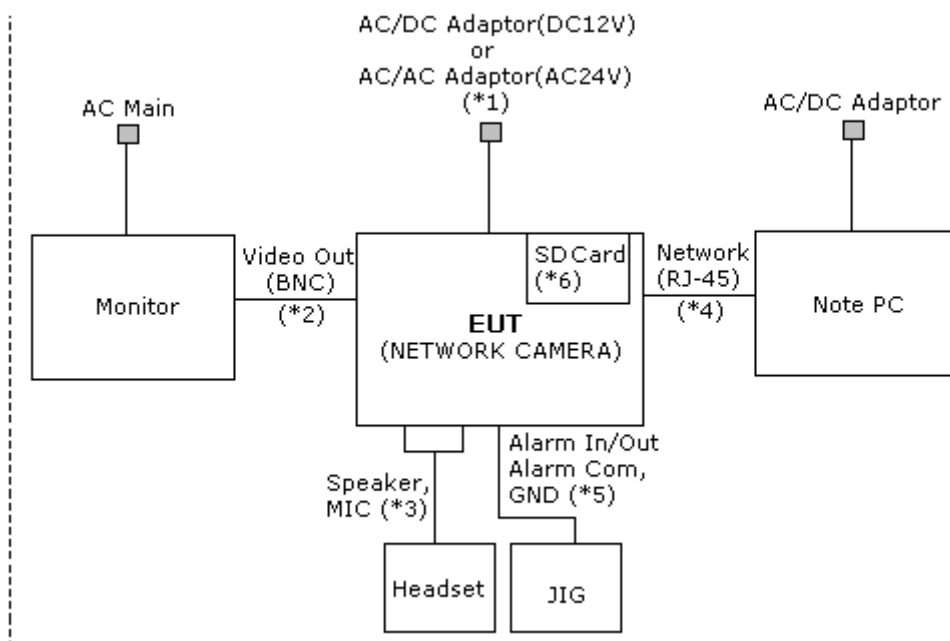 AC/DC Adaptor(DC12V)
or
AC/AC Adaptor(AC24V)
(*1)
AC Main
AC/DC Adaptor
Video Out
(BNC)
(*2)
SD Card
(*6)
Network
(RJ-45)
(*4)
Monitor
EUT
(NETWORK CAMERA)
Note PC
Alarm In/Out
Alarm Com,
GND (*5)
Speaker,
MIC (*3)
Headset
JIG